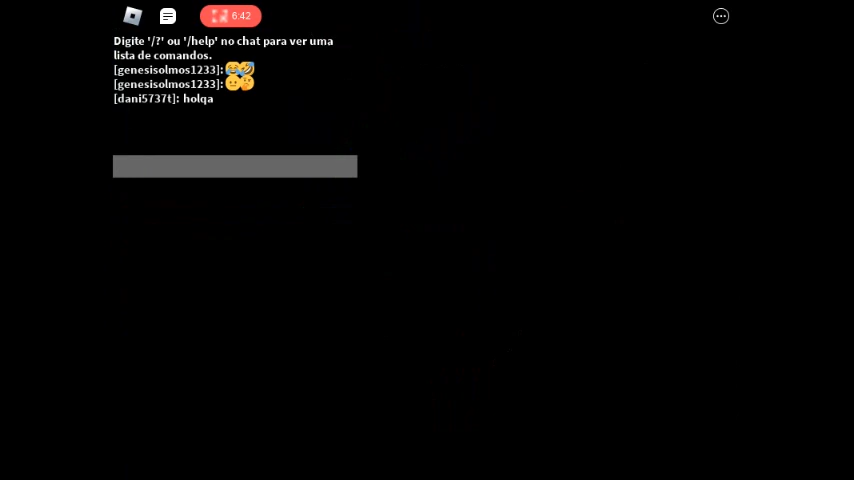 6:42
Digite '/?' ou '/help' no chat para ver uma
lista de comandos.
[genesisolmos1233]: 😂🤣
[genesisolmos1233]: 😐🤔
[dani5737t]: holqa